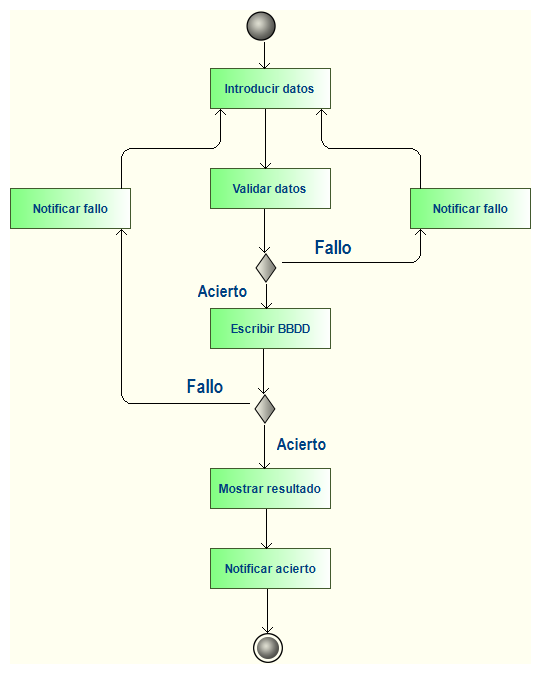 Introducir datos
Validar datos
Notificar fallo
Notificar fallo
Fallo
Acierto
Escribir BBDD
Fallo
Acierto
Mostrar resultado
Notificar acierto